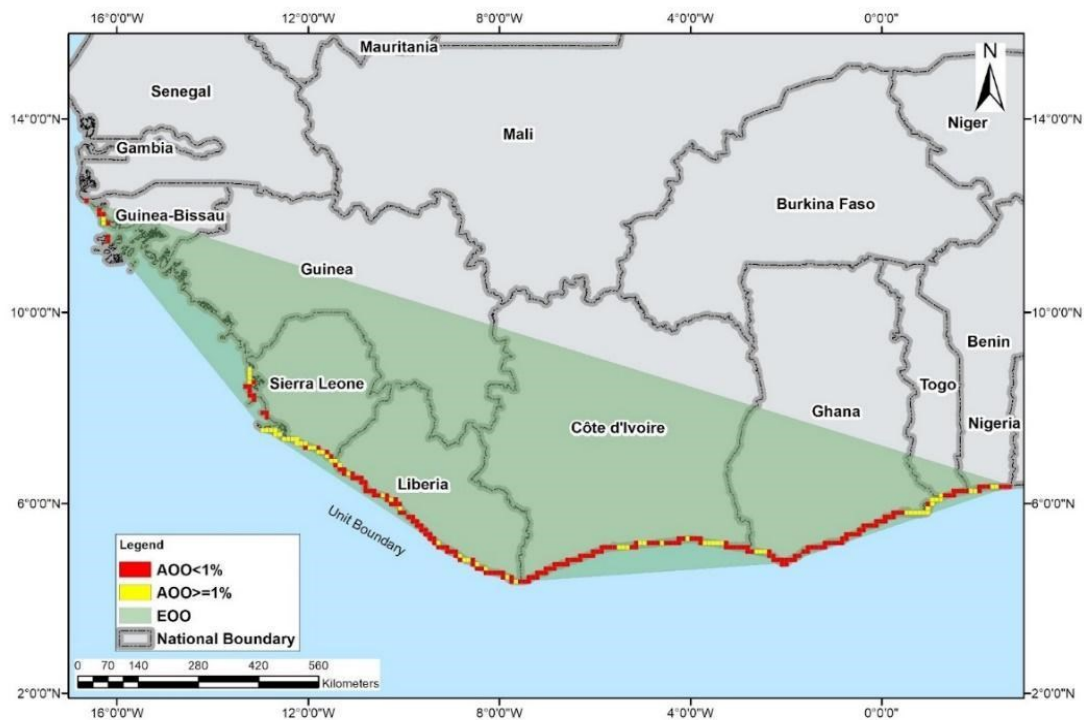 16°0'0"W 12°0'0"W 8°0'0"W 4°0'0"W 0°0'0"
Mauritania
N
Senegal
Niger
14°0'0"N 14°0'0"N
Mali
Gambia
Burkina Faso
Guinea-Bissau
Guinea
10°0'0"N 10°0'0"N
Benin
Sierra Leone
Togo
Ghana
Côte d'Ivoire
Nigeria
Liberia
6°0'0"N 6°0'0"N
Unit Boundary
Legend
AOO<1%
AOO>=1%
EOO
National Boundary
0 70 140 280 420 560
Kilometers
2°0'0"N 2°0'0"N
16°0'0"W 12°0'0"W 8°0'0"W 4°0'0"W 0°0'0"